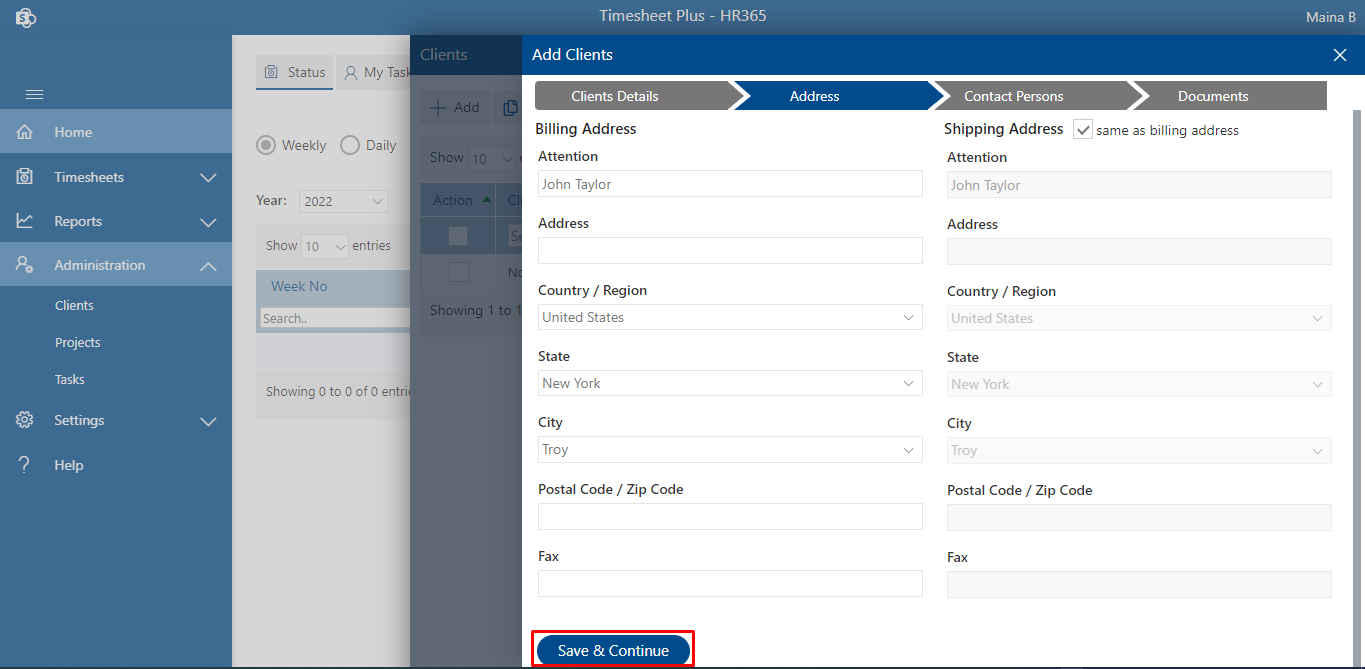 Timesheet Plus - HR365
Maina B
Home
Timesheets
Reports
Administration
Clients
Projects
Tasks
Settings
Help
Status
My Task
Weekly
Daily
Year:
2022
Show 10 entries
Week No
Search..
Showing 0 to 0 of 0 entrie
Clients
Add
Show 10 e
Action
Cli
Se
No
Showing 1 to 1
Add Clients
Clients Details
Address
Contact Persons
Documents
Billing Address
Attention
John Taylor
Address
Country / Region
United States
State
New York
City
Troy
Postal Code / Zip Code
Fax
Save & Continue
Shipping Address same as billing address
Attention
John Taylor
Address
Country / Region
United States
State
New York
City
Troy
Postal Code / Zip Code
Fax